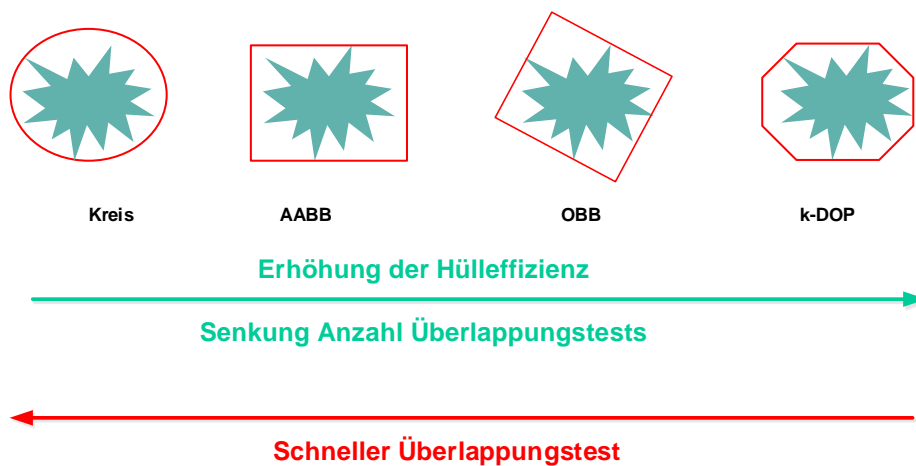 Kreis
AABB
OBB
k-DOP
Erhöhung der Hülleffizienz
Senkung Anzahl Überlappungstests
Schneller Überlappungstest